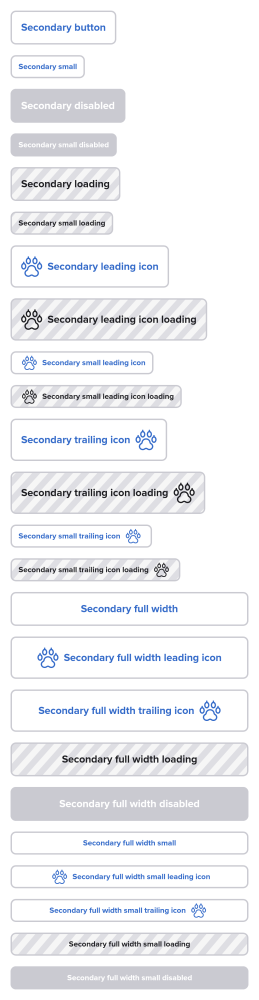 Secondary button
Secondary small
Secondary disabled
Secondary small disabled
Secondary loading
Secondary small loading
Secondary leading icon
Secondary leading icon loading
Secondary small leading icon
Secondary small leading icon loading
Secondary trailing icon
Secondary trailing icon loading
Secondary small trailing icon
Secondary small trailing icon loading
Secondary full width
Secondary full width leading icon
Secondary full width trailing icon
Secondary full width loading
Secondary full width disabled
Secondary full width small
Secondary full width small leading icon
Secondary full width small trailing icon
Secondary full width small loading
Secondary full width small disabled